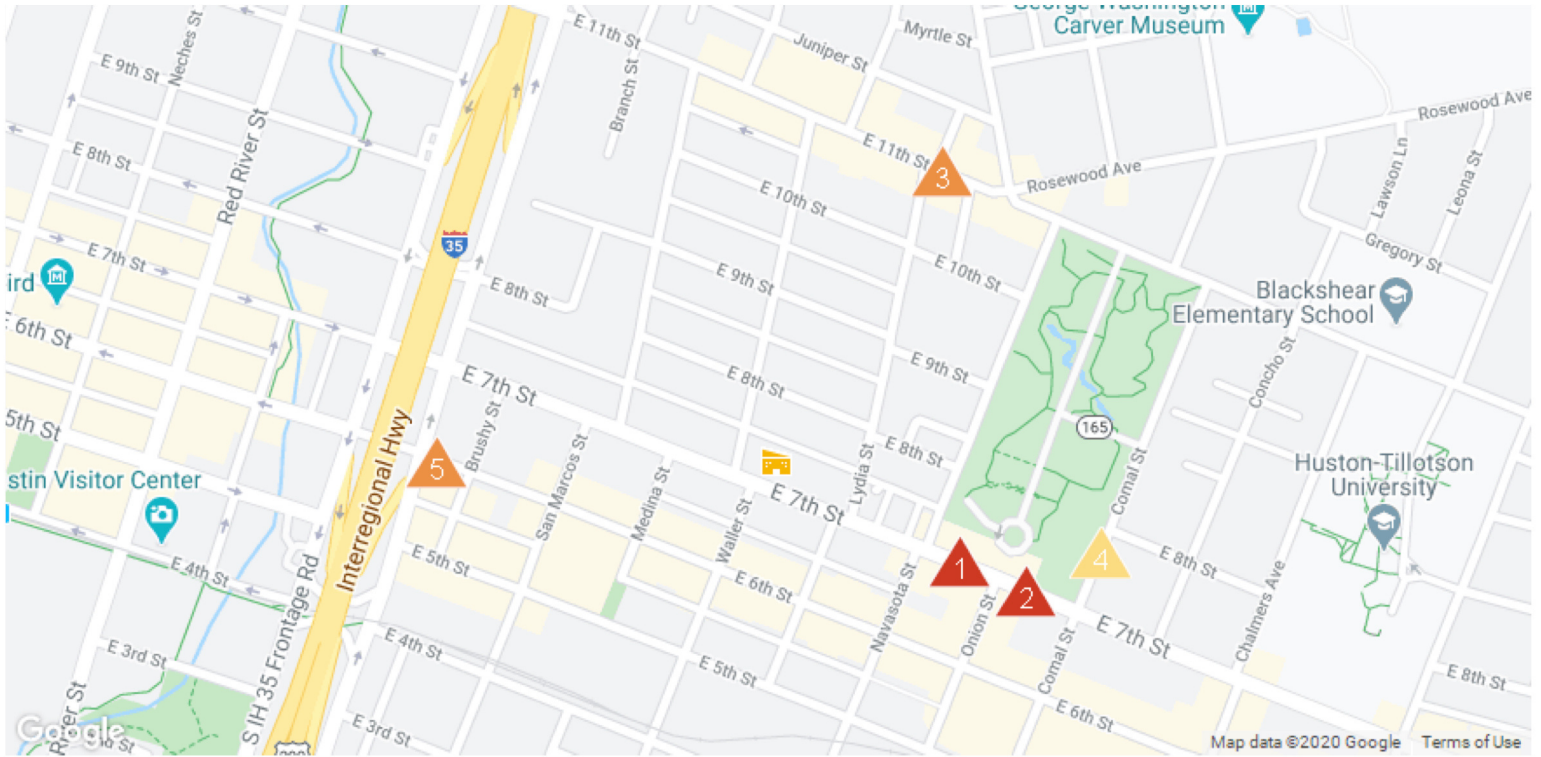 George Washington
Carver Museum
E 11th St
Juniper St
Myrtle St
Neches St
E 9th St
Branch St
Rosewood Ave
Red River St
E 8th St
E 11th St
3
Rosewood Ave
Lawson Ln
Leona St
E 10th St
35
E 7th St
ird
E 9th St
E 10th St
Gregory St
E 8th St
Blackshear
Elementary School
E 6th St
Concho St
E 7th St
E 8th St
E 9th St
165
5th St
Interregional Hwy
Brushy St
5
San Marcos St
Medina St
Lydia St
E 8th St
Comal St
Huston-Tillotson
University
stin Visitor Center
E 7th St
Waller St
E 4th St
E 5th St
E 6th St
1
2
4
E 8th St
Navasota St
Onion St
Comal St
E 7th St
Chalmers Ave
E 3rd St
S IH 35 Frontage Rd
E 4th St
E 5th St
E 8th St
E 6th St
River St
E 3rd St
nd St
Google
Map data ©2020 Google
Terms of Use